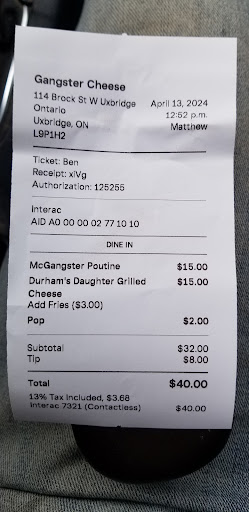 Gangster Cheese
114 Brock St W Uxbridge April 13, 2024
Ontario 12:52 p.m.
Uxbridge, ON Matthew
L9P1H2
Ticket: Ben
Receipt: xiVg
Authorization: 125255
Interac
AID A0 00 00 02 77 10 10
DINE IN
McGangster Poutine $15.00
Durham's Daughter Grilled $15.00
Cheese
Add Fries ($3.00)
Pop $2.00
Subtotal $32.00
Tip $8.00
Total $40.00
13% Tax Included, $3.68
Interac 7321 (Contactless) $40.00